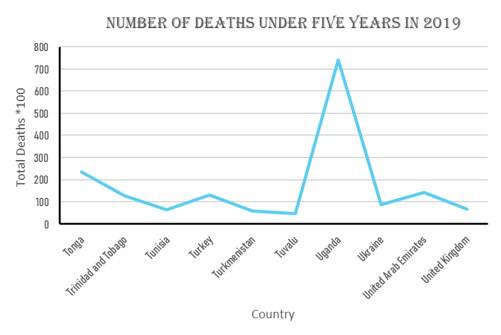 NUMBER OF DEATHS UNDER FIVE YEARS IN 2019
Total Deaths *100
800
700
600
500
400
300
200
100
0
Tonga
Trinidad and Tobago
Tunisia
Turkey
Turkmenistan
Tuvalu
Uganda
Ukraine
United Arab Emirates
United Kingdom
Country